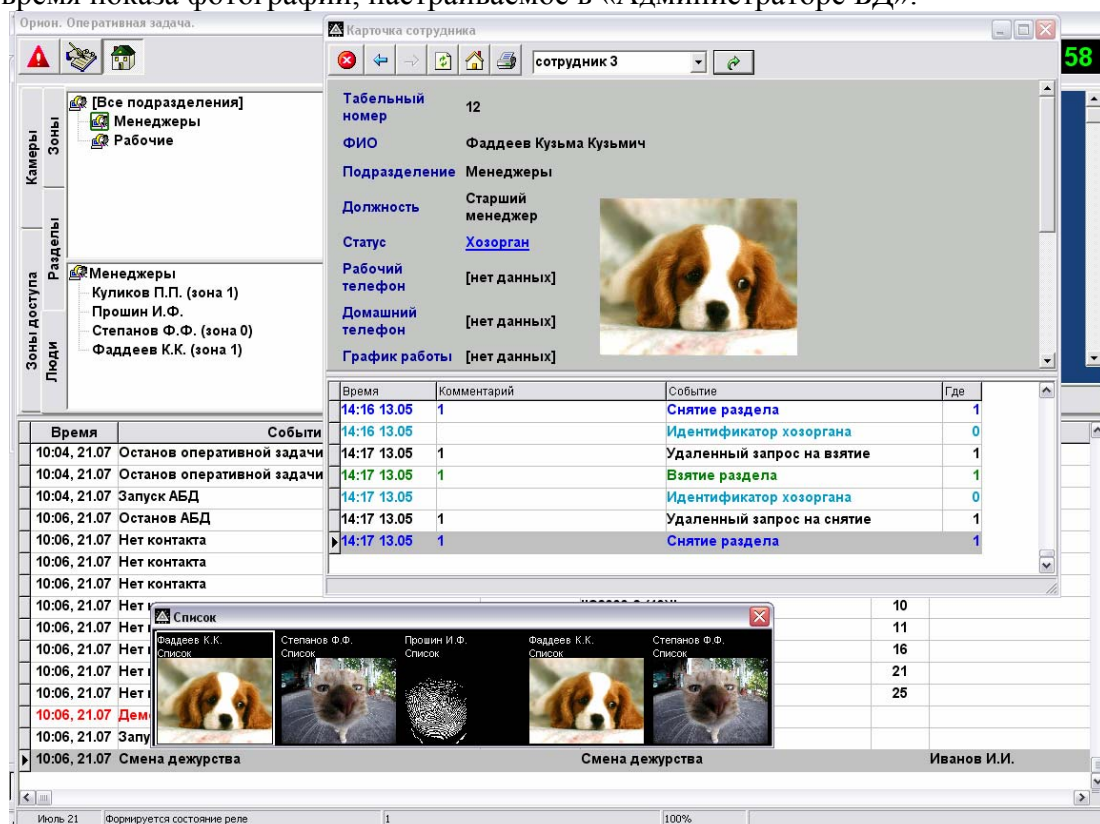 время показа фотографии, настраиваемое в «Администраторе БД».
Орион. Оперативная задача.
58
Камеры
Зоны
Зоны доступа
Разделы
Люди
[Все подразделения]
Менеджеры
Рабочие
Менеджеры
Куликов П.П. (зона 1)
Прошин И.Ф.
Степанов Ф.Ф. (зона 0)
Фаддеев К.К. (зона 1)
Карточка сотрудника
сотрудник 3
Табельный номер 12
ФИО Фаддеев Кузьма Кузьмич
Подразделение Менеджеры
Должность Старший менеджер
Статус Хозорган
Рабочий телефон [нет данных]
Домашний телефон [нет данных]
График работы [нет данных]
Время Комментарий Событие Где
14:16 13.05 1 Снятие раздела 1
14:16 13.05 Идентификатор хозоргана 0
14:17 13.05 1 Удаленный запрос на взятие 1
14:17 13.05 1 Взятие раздела 1
14:17 13.05 Идентификатор хозоргана 0
14:17 13.05 1 Удаленный запрос на снятие 1
14:17 13.05 1 Снятие раздела 1
Время Событи
10:04, 21.07 Останов оперативной задачи
10:04, 21.07 Останов оперативной задачи
10:04, 21.07 Запуск АБД
10:06, 21.07 Останов АБД
10:06, 21.07 Нет контакта
10:06, 21.07 Нет контакта
10:06, 21.07 Нет контакта
10:06, 21.07 Нет 10
10:06, 21.07 Нет 11
10:06, 21.07 Нет 16
10:06, 21.07 Нет 21
10:06, 21.07 Нет 25
10:06, 21.07 Дем
10:06, 21.07 Запу
10:06, 21.07 Смена дежурства Смена дежурства Иванов И.И.
Список
Фаддеев К.К. Степанов Ф.Ф. Прошин И.Ф. Фаддеев К.К. Степанов Ф.Ф.
Список Список Список Список Список
Июль 21 Формируется состояние реле 1 100%